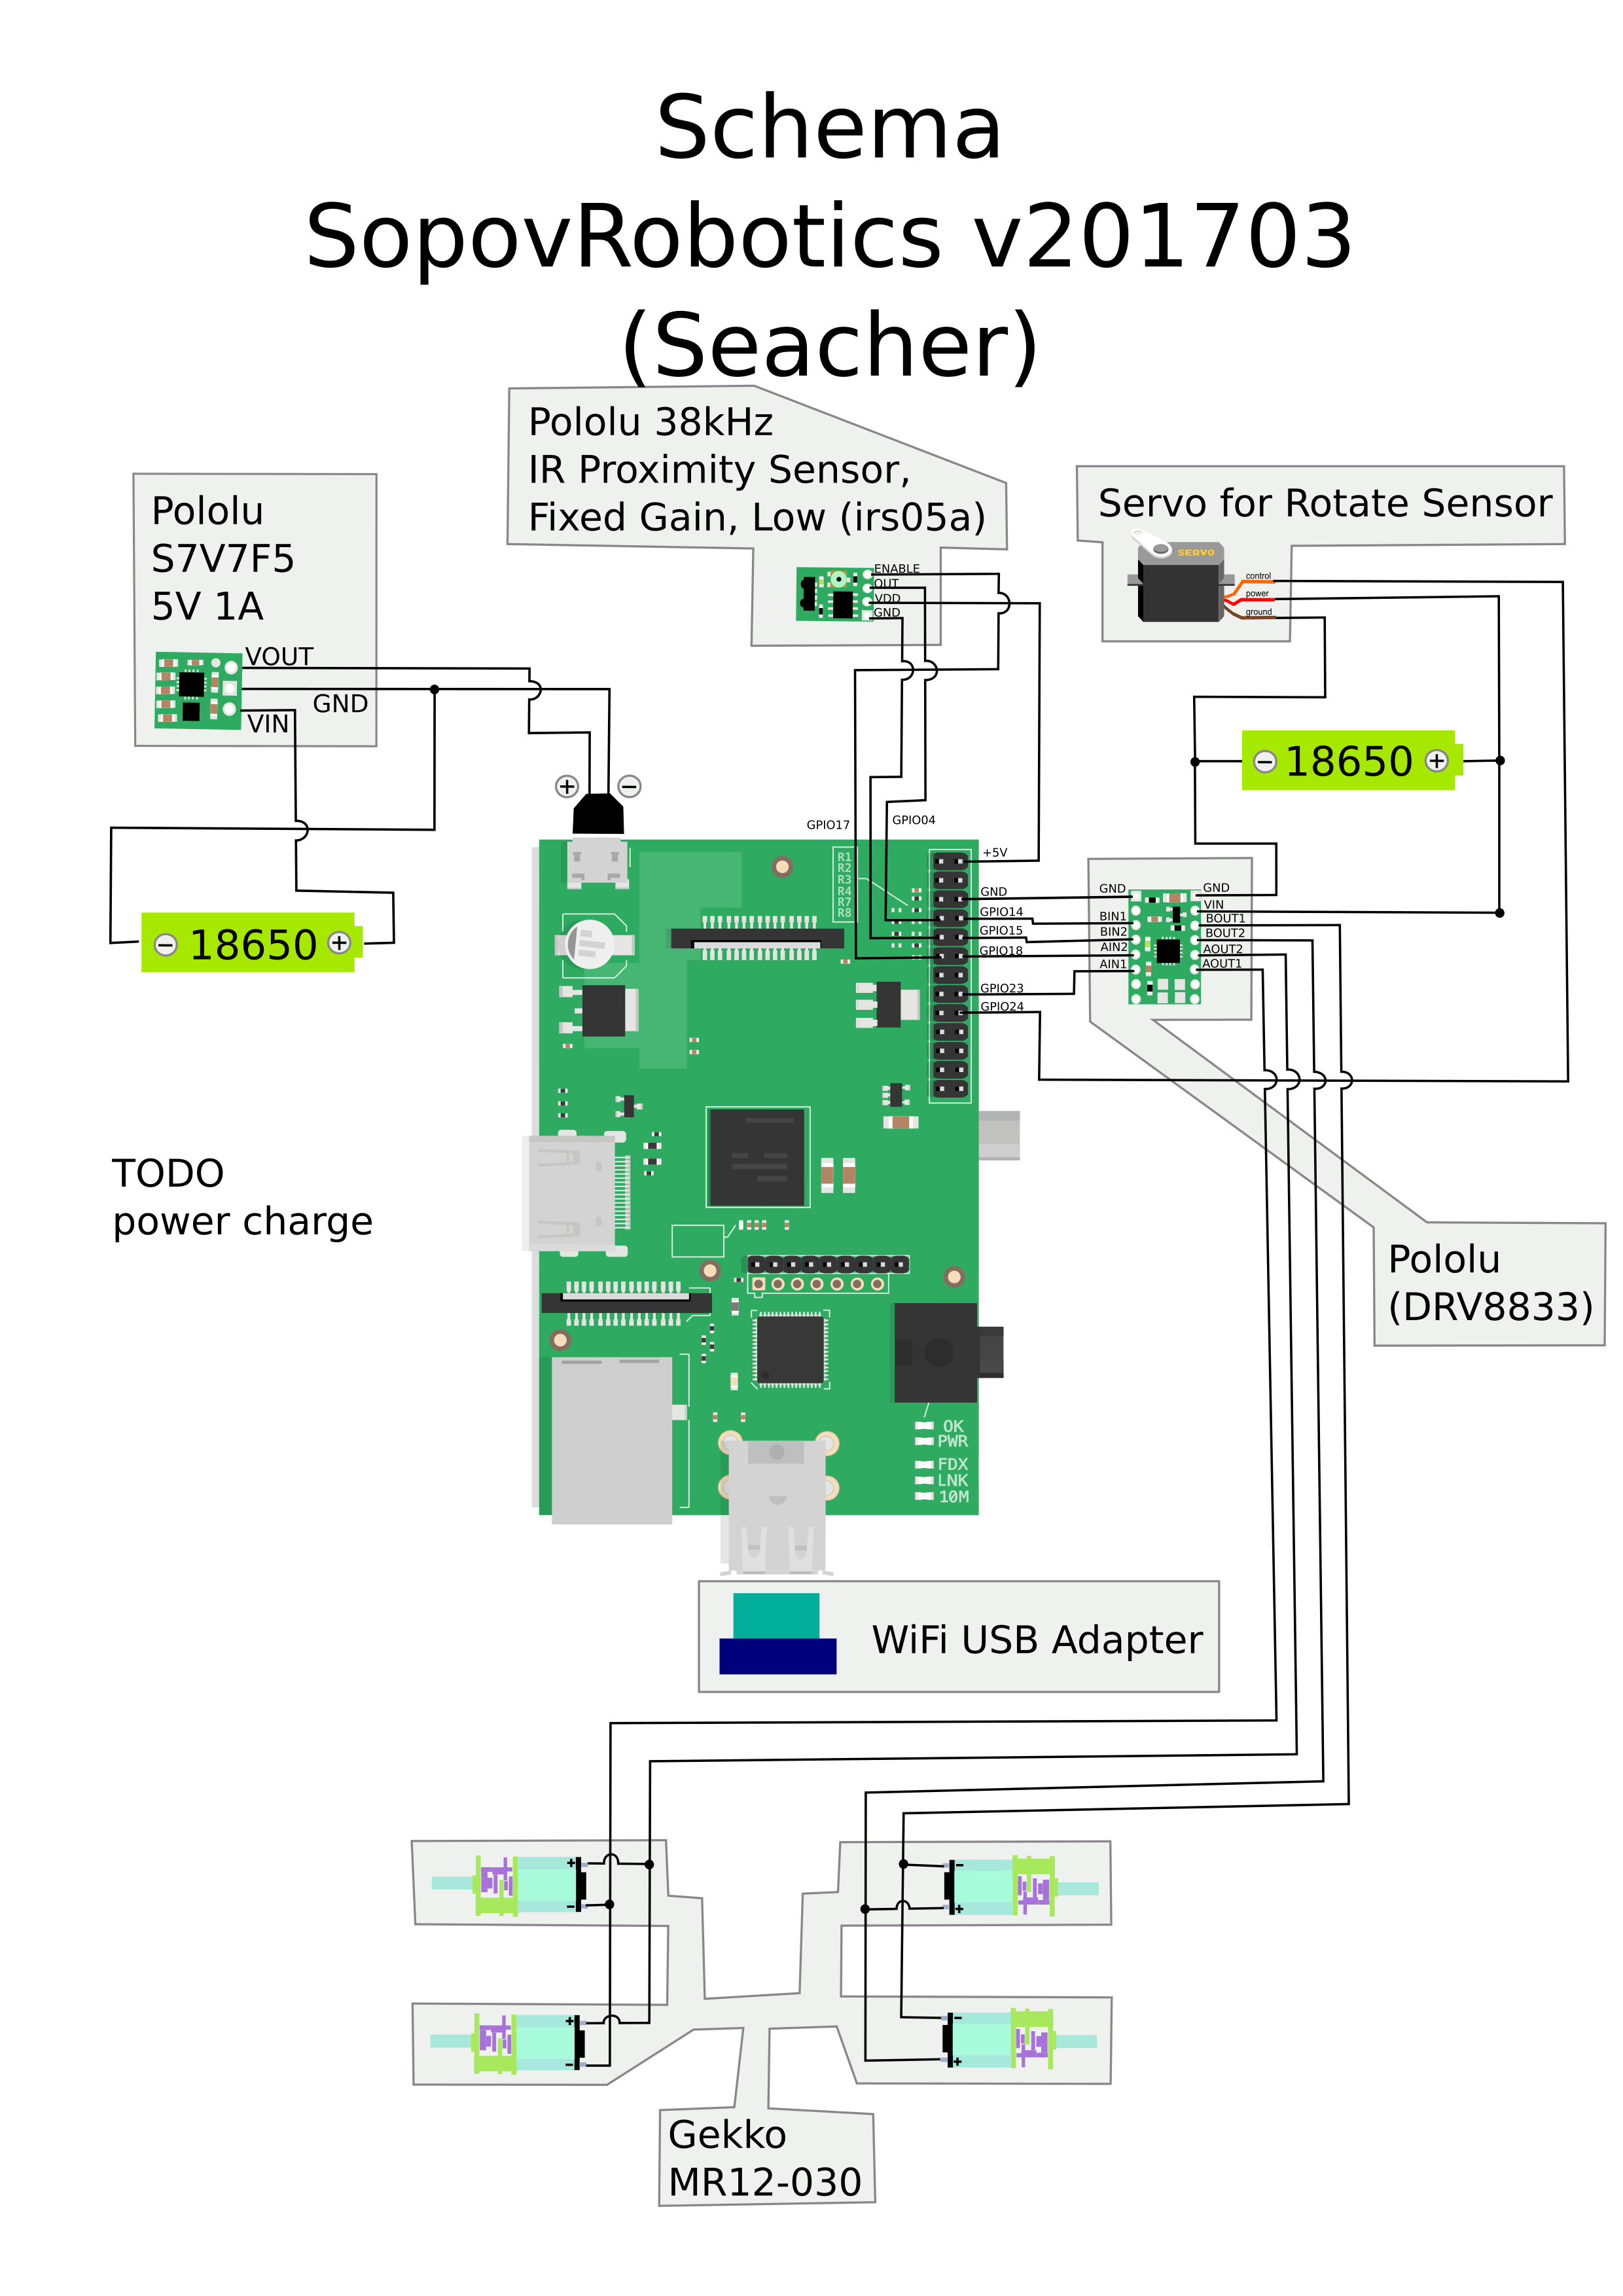 Schema
SopovRobotics v201703
(Seacher)
Pololu 38kHz
IR Proximity Sensor,
Fixed Gain, Low (irs05a)
ENABLE
OUT
VDD
GND
Servo for Rotate Sensor
SERVO
control
power
ground
Pololu
S7V7F5
5V 1A
VOUT
GND
VIN
+
−
− 18650 +
− 18650 +
GPIO17
GPIO04
R1
R2
R3
R4
R7
R8
+5V
GND
GPIO14
GPIO15
GPIO18
GPIO23
GPIO24
GND
BIN1
BIN2
AIN2
AIN1
GND
VIN
BOUT1
BOUT2
AOUT2
AOUT1
TODO
power charge
Pololu
(DRV8833)
OK
PWR
FDX
LNK
10M
WiFi USB Adapter
+
−
−
+
+
−
−
+
Gekko
MR12-030